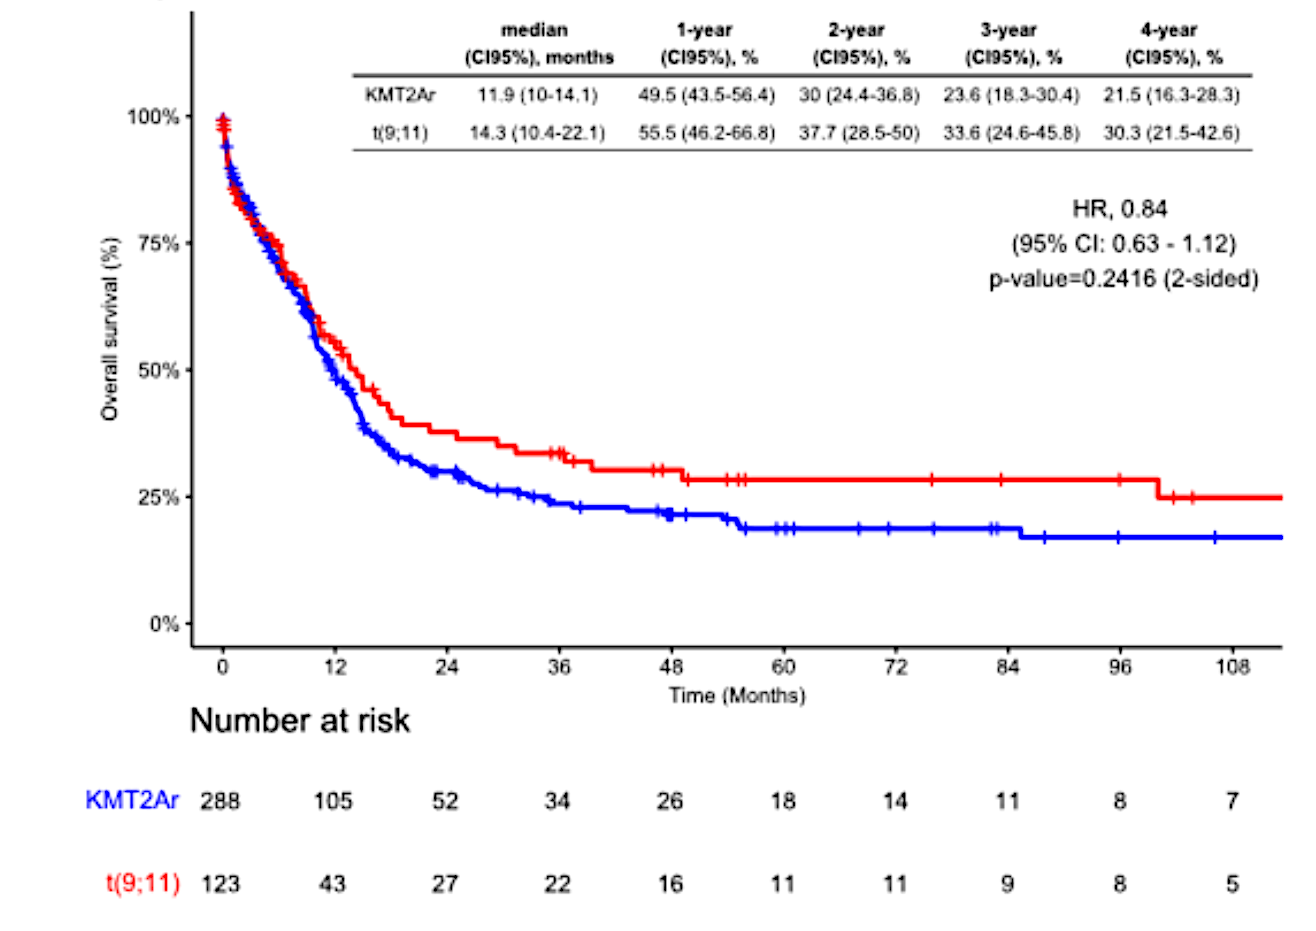 median 1-year 2-year 3-year 4-year
(CI95%), months (CI95%), % (CI95%), % (CI95%), % (CI95%), %
KMT2Ar 11.9 (10-14.1) 49.5 (43.5-56.4) 30 (24.4-36.8) 23.6 (18.3-30.4) 21.5 (16.3-28.3)
t(9;11) 14.3 (10.4-22.1) 55.5 (46.2-66.8) 37.7 (28.5-50) 33.6 (24.6-45.8) 30.3 (21.5-42.6)
HR, 0.84
(95% CI: 0.63 - 1.12)
p-value=0.2416 (2-sided)
Overall survival (%)
100%
75%
50%
25%
0%
0 12 24 36 48 60 72 84 96 108
Time (Months)
Number at risk
KMT2Ar 288 105 52 34 26 18 14 11 8 7
t(9;11) 123 43 27 22 16 11 11 9 8 5